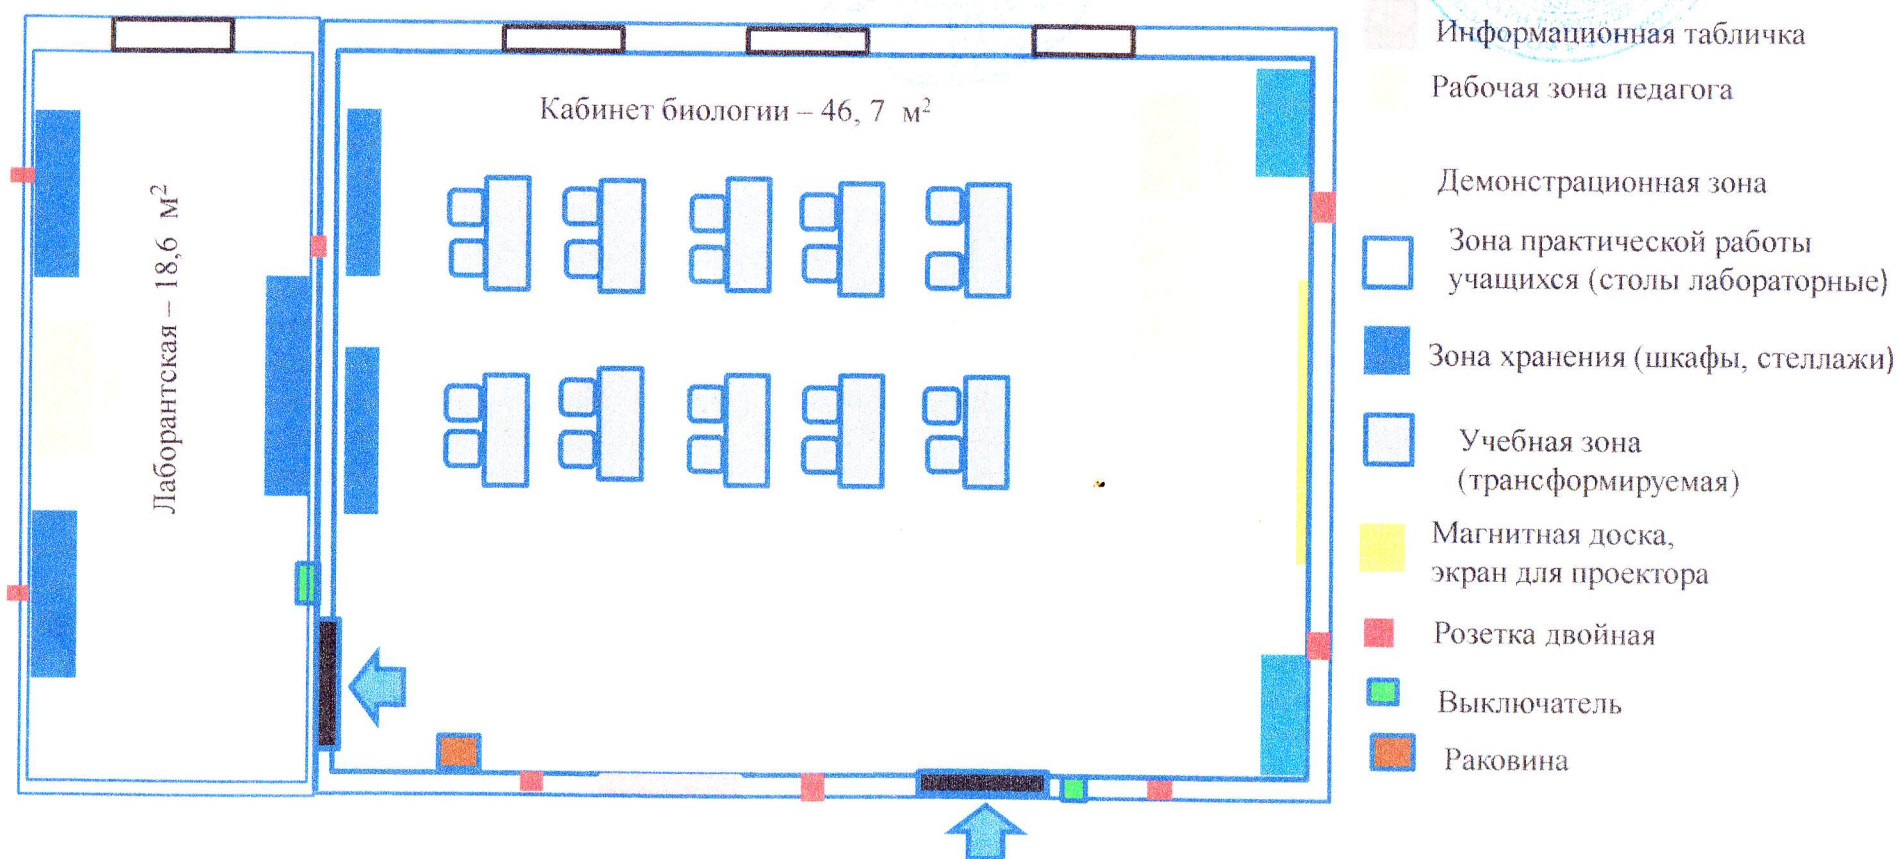 Информационная табличка
Рабочая зона педагога
Кабинет биологии – 46, 7 м²
Демонстрационная зона
Зона практической работы
учащихся (столы лабораторные)
Лаборантская – 18,6 м²
Зона хранения (шкафы, стеллажи)
Учебная зона
(трансформируемая)
Магнитная доска,
экран для проектора
Розетка двойная
Выключатель
Раковина